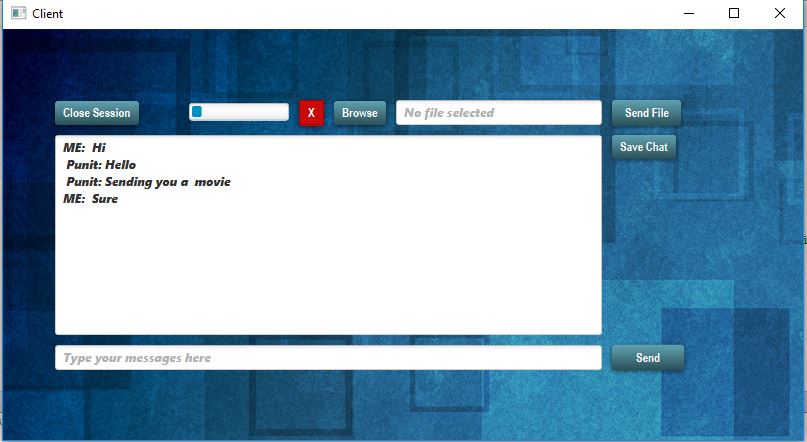 Client
Close Session
X
Browse
No file selected
Send File
ME: Hi
Punit: Hello
Punit: Sending you a movie
ME: Sure
Save Chat
Type your messages here
Send